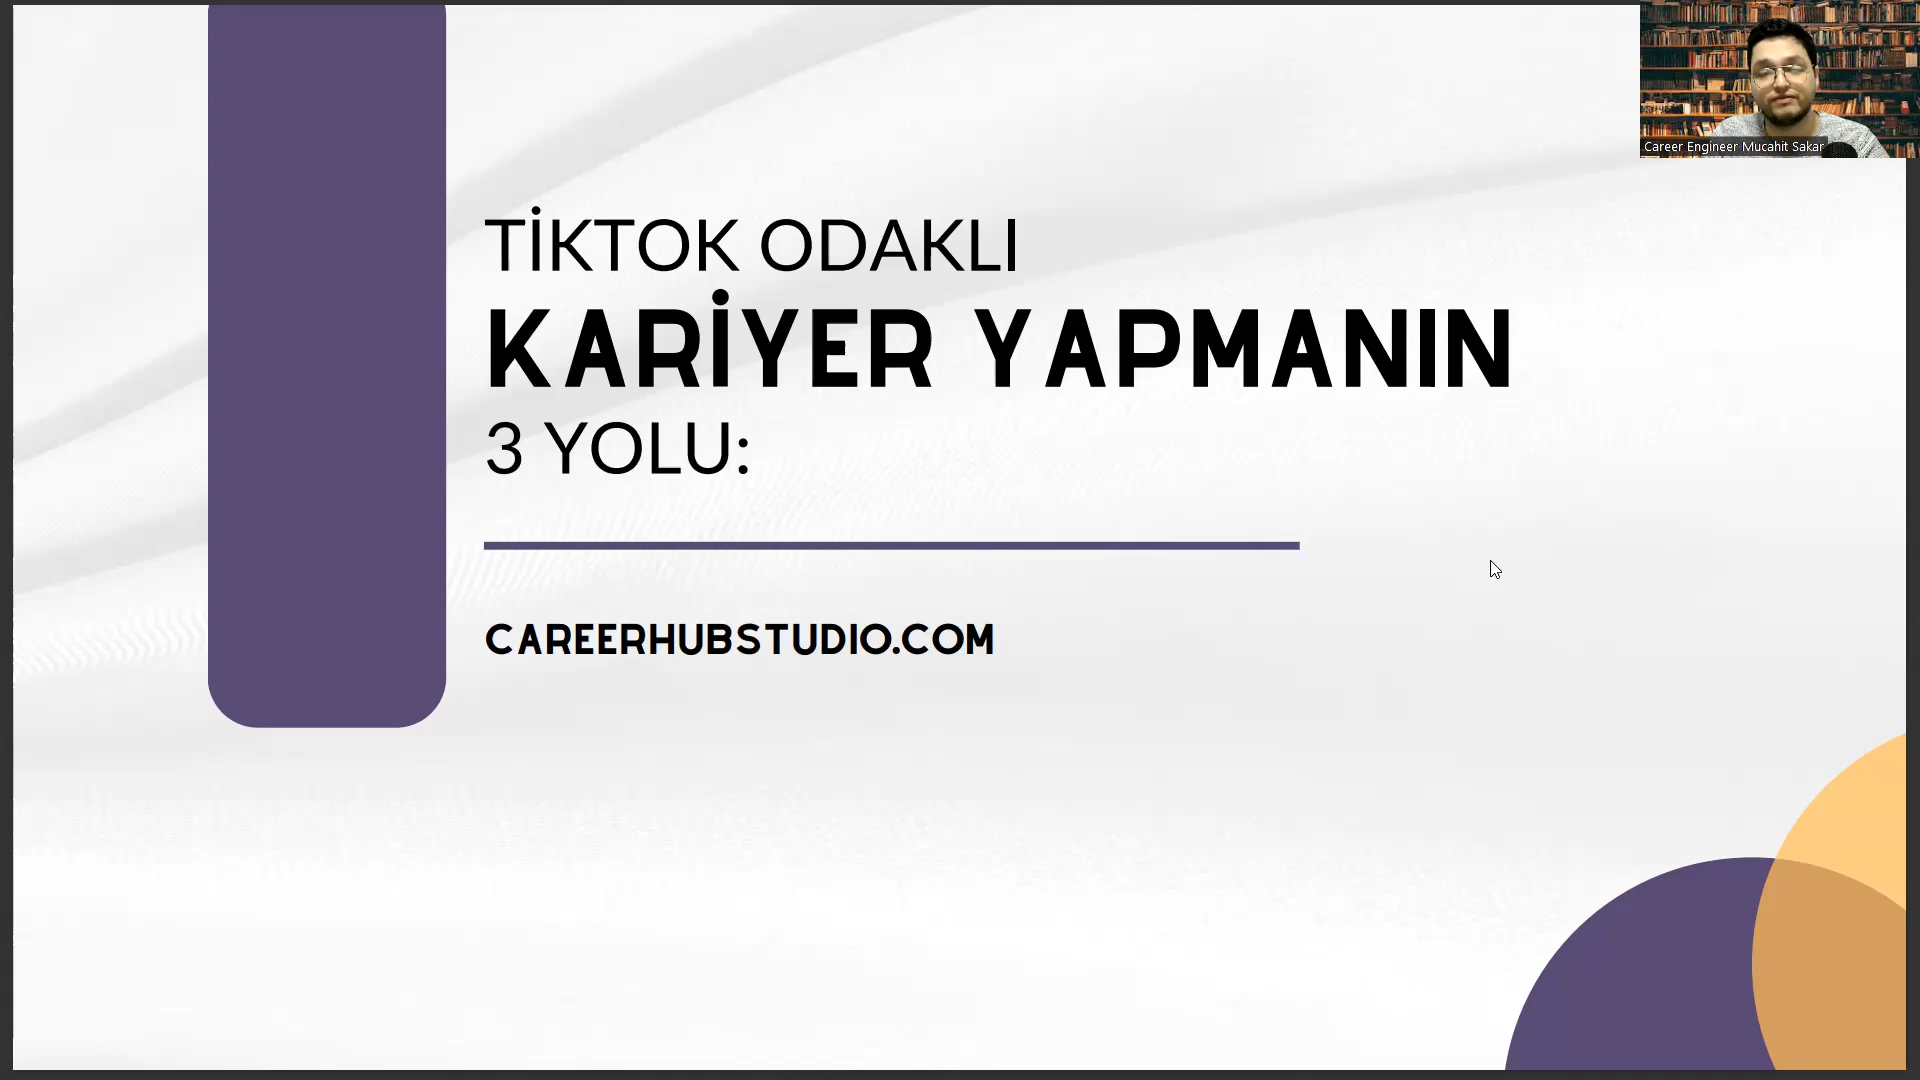 TİKTOK ODAKLI
KARİYER YAPMANIN
3 YOLU:
CAREERHUBSTUDIO.COM
Career Engineer Mucahit Sakar